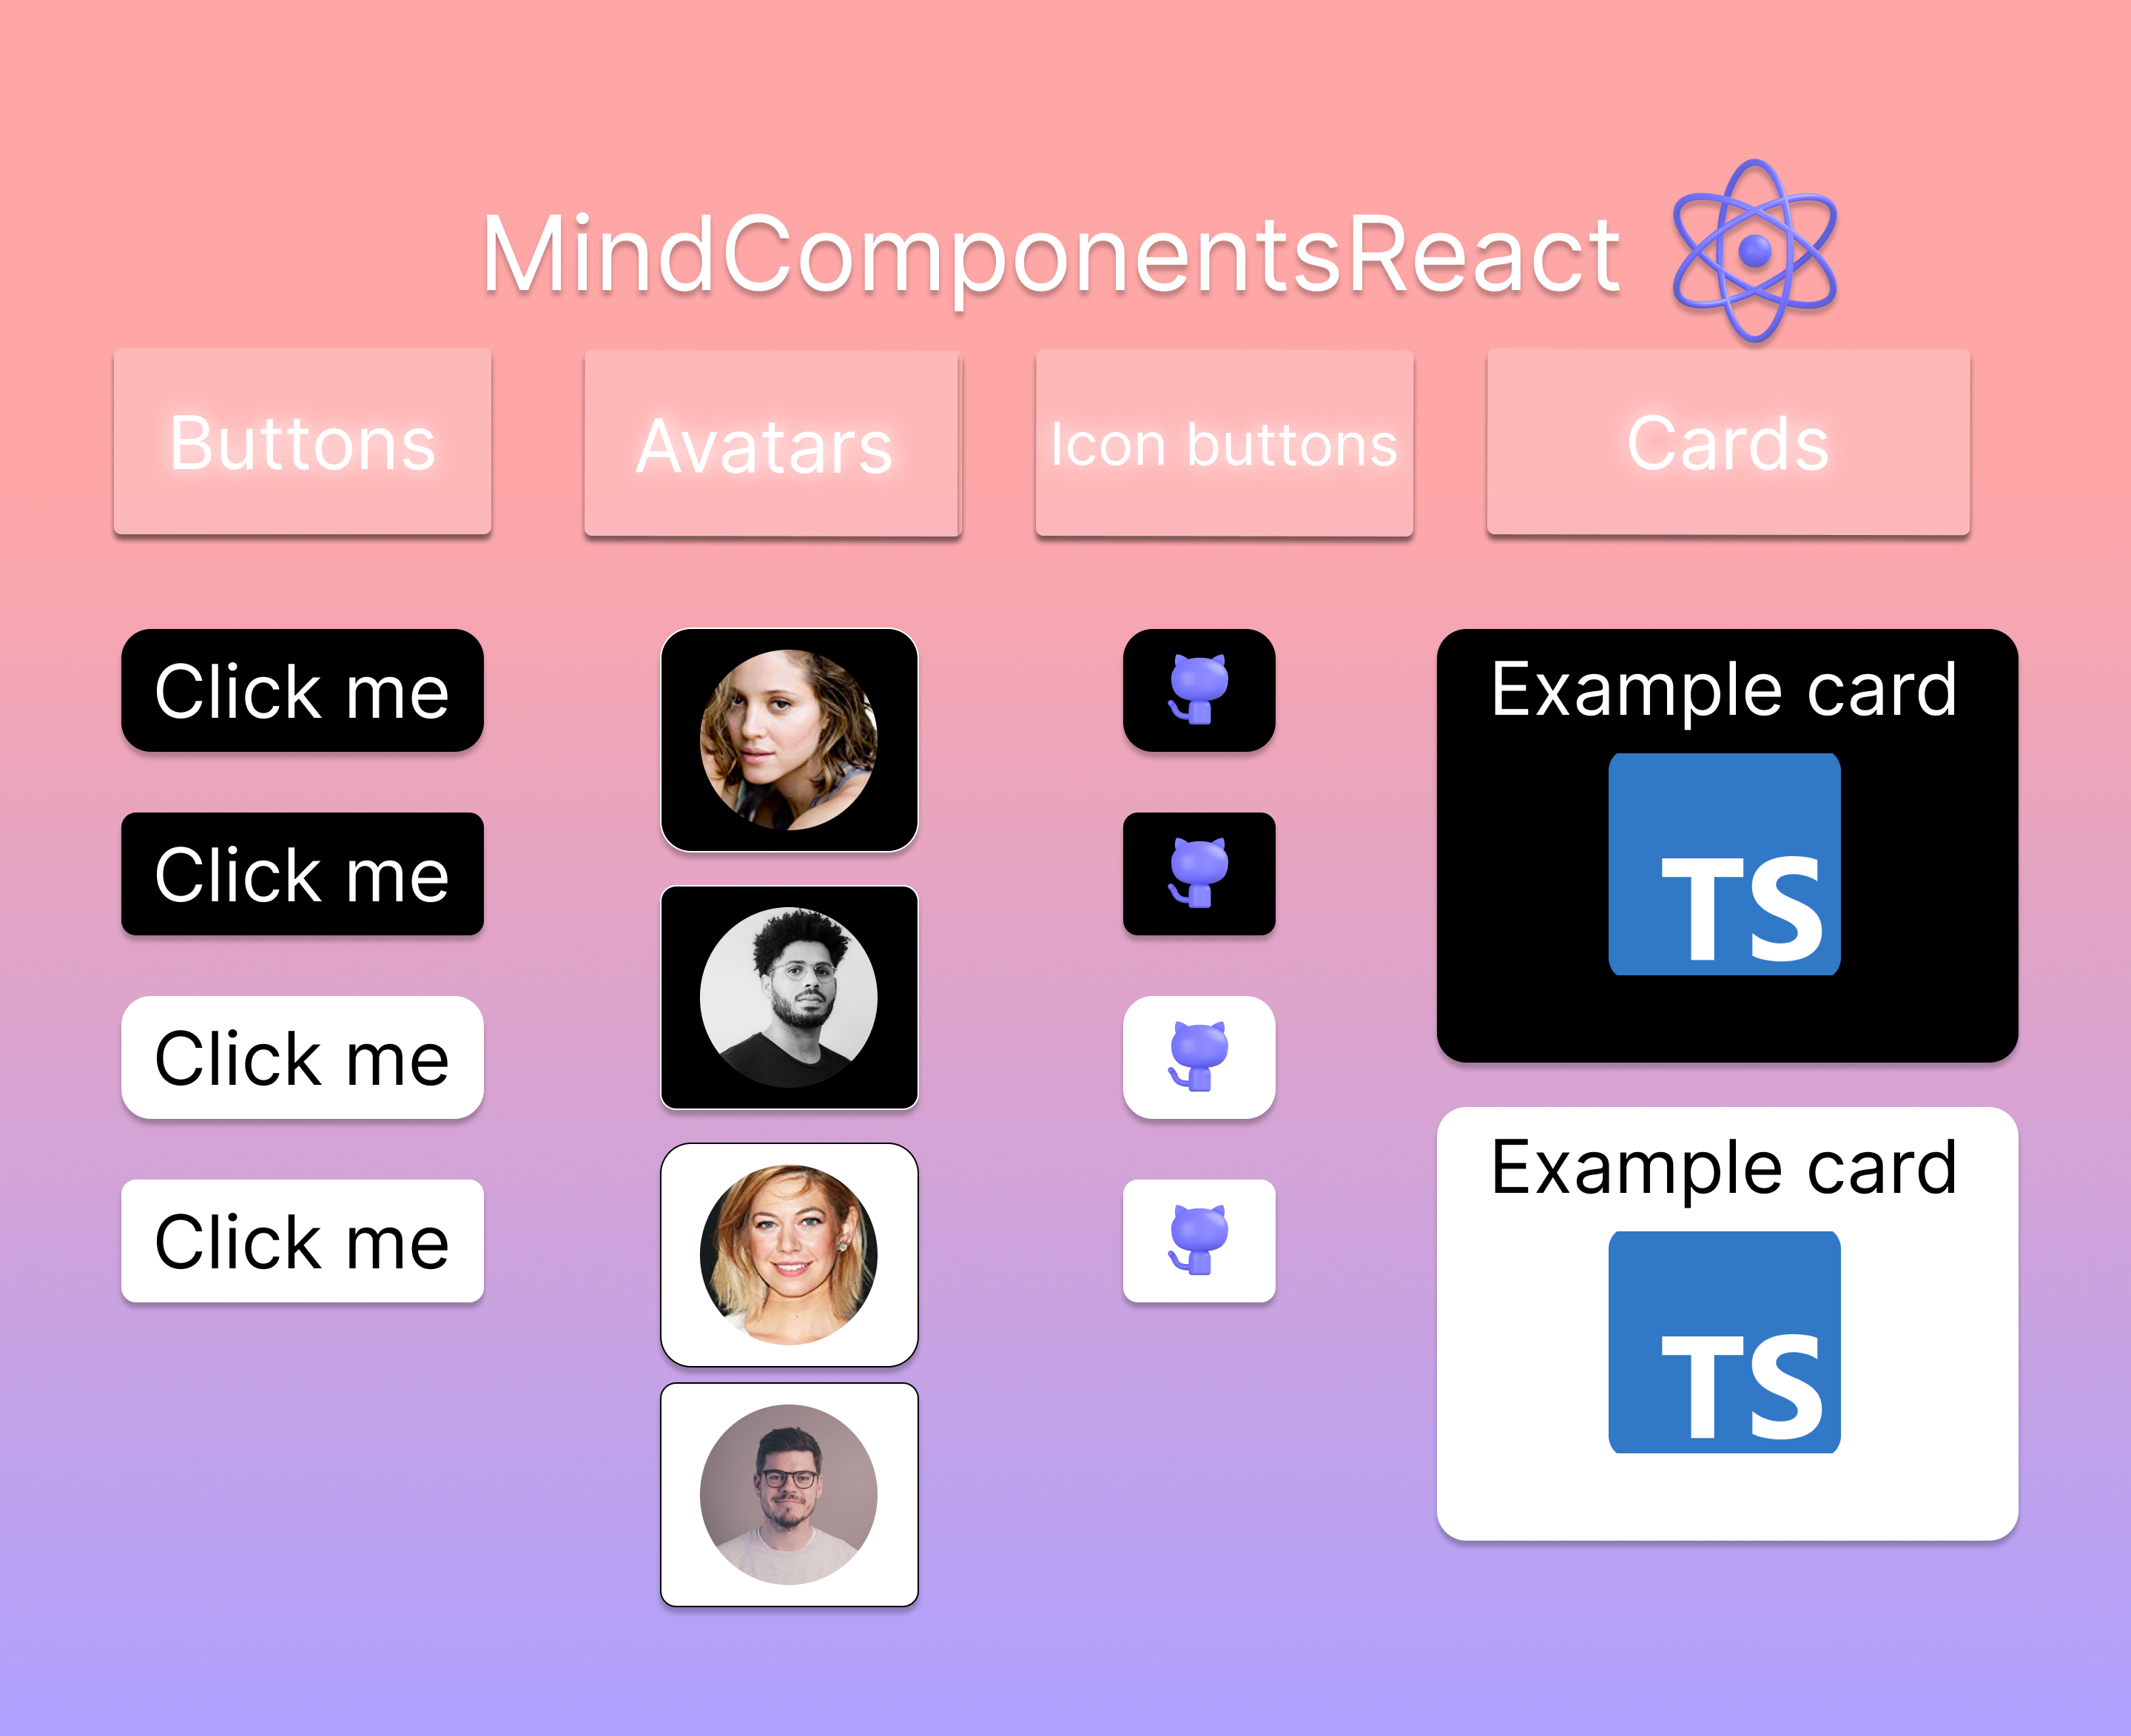 MindComponentsReact
Buttons
Avatars
Icon buttons
Cards
Click me
Click me
Click me
Click me
Example card
TS
Example card
TS